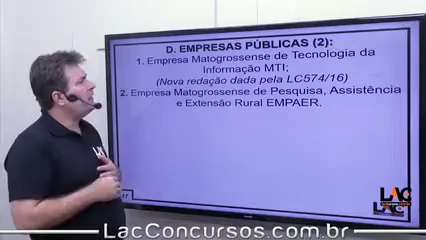 D. EMPRESAS PÚBLICAS (2):
1. Empresa Matogrossense de Tecnologia da
Informação MTI;
(Nova redação dada pela LC574/16)
2. Empresa Matogrossense de Pesquisa, Assistência
e Extensão Rural EMPAER.
LAC
LAC
LacConcursos.com.br